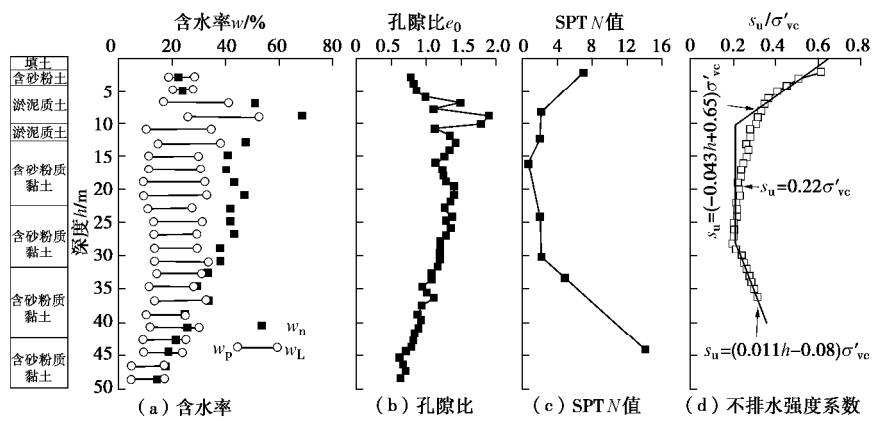 含水率w/%
0 20 40 60 80
孔隙比e₀
0 0.5 1.0 1.5 2.0
SPT N值
0 2 4 6 8 10 12 14 16
sᵤ/σ′vc
0 0.2 0.4 0.6 0.8
填土
含砂粉土
淤泥质土
淤泥质土
含砂粉质
黏土
含砂粉质
黏土
含砂粉质
黏土
含砂粉质
黏土
深度h/m
5
10
15
20
25
30
35
40
45
50
wn
wp wL
sᵤ=(−0.043h+0.65)σ′vc
sᵤ=0.22σ′vc
sᵤ=(0.011h−0.08)σ′vc
(a) 含水率
(b) 孔隙比
(c) SPT N值
(d) 不排水强度系数